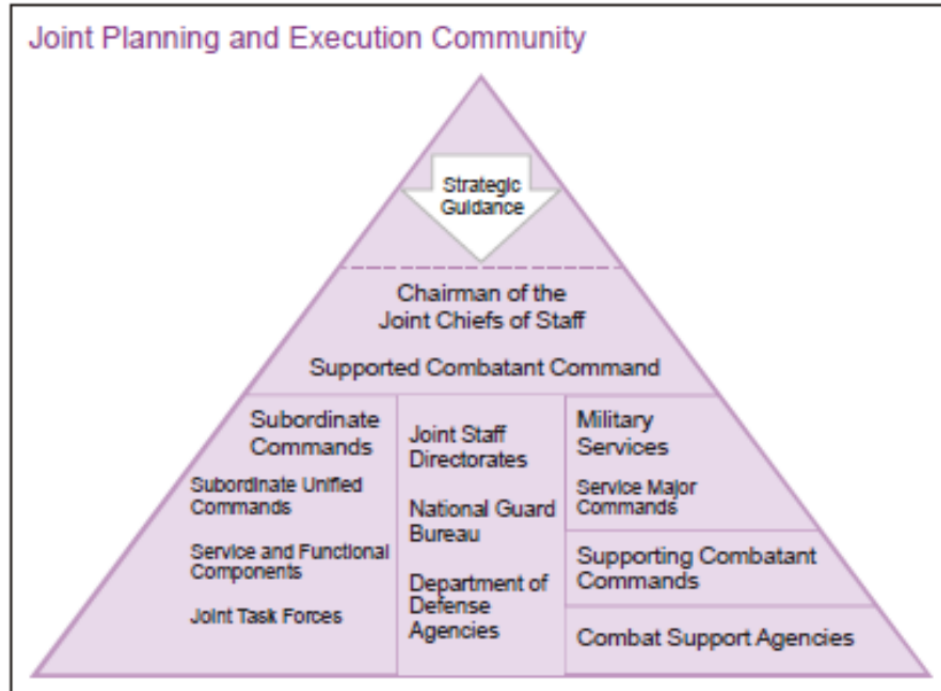 Joint Planning and Execution Community
Strategic
Guidance
Chairman of the
Joint Chiefs of Staff
Supported Combatant Command
Subordinate
Commands
Subordinate Unified
Commands
Service and Functional
Components
Joint Task Forces
Joint Staff
Directorates
National Guard
Bureau
Department of
Defense
Agencies
Military
Services
Service Major
Commands
Supporting Combatant
Commands
Combat Support Agencies